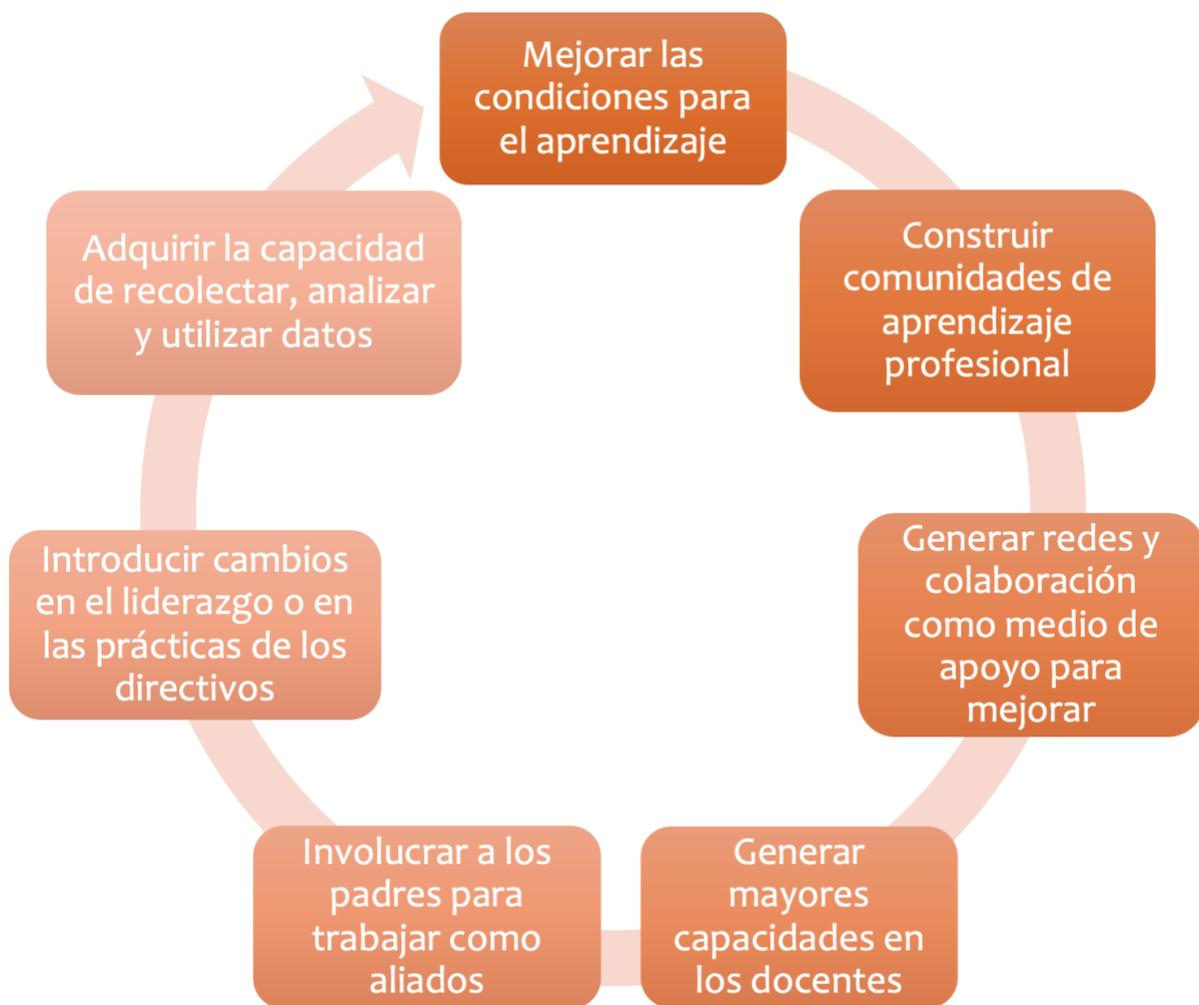 Mejorar las
condiciones para
el aprendizaje
Construir
comunidades de
aprendizaje
profesional
Generar redes y
colaboración
como medio de
apoyo para
mejorar
Generar
mayores
capacidades en
los docentes
Involucrar a los
padres para
trabajar como
aliados
Introducir cambios
en el liderazgo o en
las prácticas de los
directivos
Adquirir la capacidad
de recolectar, analizar
y utilizar datos